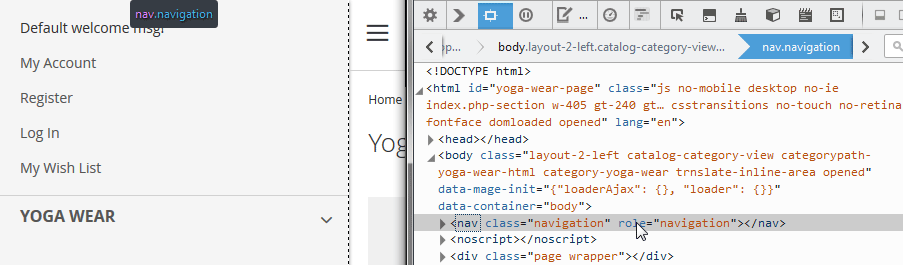 nav.navigation
Default welcome msg!
My Account
Register
Log In
My Wish List
YOGA WEAR
Home
Yog
...
op...
body.layout-2-left.catalog-category-view...
nav.navigation
<!DOCTYPE html>
<html id="yoga-wear-page" class="js no-mobile desktop no-ie
index.php-section w-405 gt-240 gt… csstransitions no-touch no-retina
fontface domloaded opened" lang="en">
<head></head>
<body class="layout-2-left catalog-category-view categorypath-
yoga-wear-html category-yoga-wear trnslate-inline-area opened"
data-mage-init="{"loaderAjax": {}, "loader": {}}"
data-container="body">
<nav class="navigation" role="navigation"></nav>
<noscript></noscript>
<div class="page wrapper"></div>